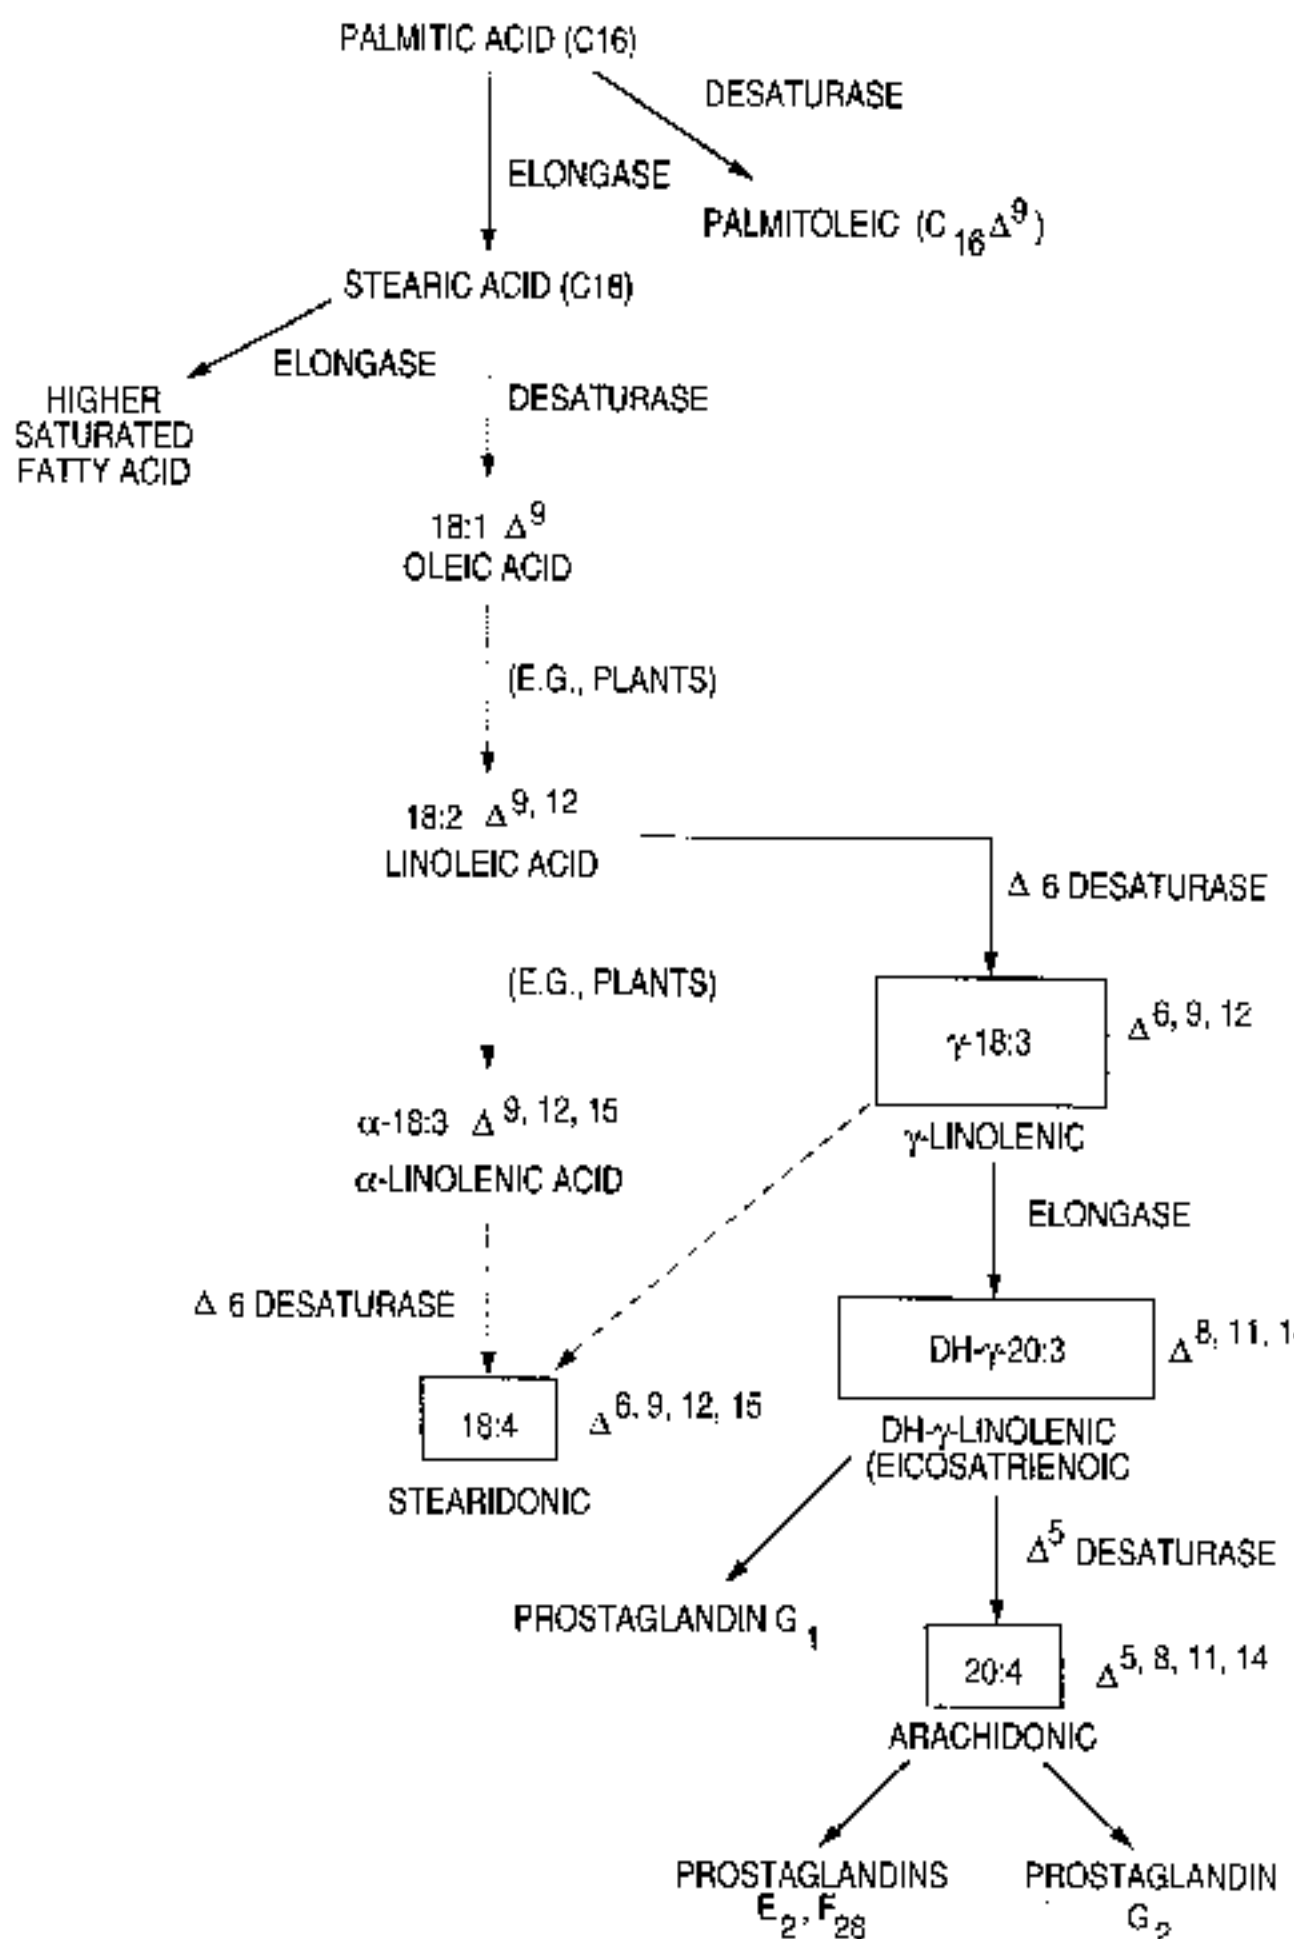 PALMITIC ACID (C16)
DESATURASE
ELONGASE
PALMITOLEIC (C₁₆Δ⁹)
STEARIC ACID (C18)
ELONGASE
HIGHER
SATURATED
FATTY ACID
DESATURASE
18:1 Δ⁹
OLEIC ACID
(E.G., PLANTS)
18:2 Δ⁹, ¹²
LINOLEIC ACID
Δ 6 DESATURASE
(E.G., PLANTS)
γ-18:3 Δ⁶, ⁹, ¹²
γ-LINOLENIC
α-18:3 Δ⁹, ¹², ¹⁵
α-LINOLENIC ACID
ELONGASE
Δ 6 DESATURASE
DH-γ-20:3 Δ⁸, ¹¹,
18:4 Δ⁶, ⁹, ¹², ¹⁵
STEARIDONIC
DH-γ-LINOLENIC
(EICOSATRIENOIC
Δ⁵ DESATURASE
PROSTAGLANDIN G₁
20:4 Δ⁵, ⁸, ¹¹, ¹⁴
ARACHIDONIC
PROSTAGLANDINS
E₂, F₂₈
PROSTAGLANDIN
G₂